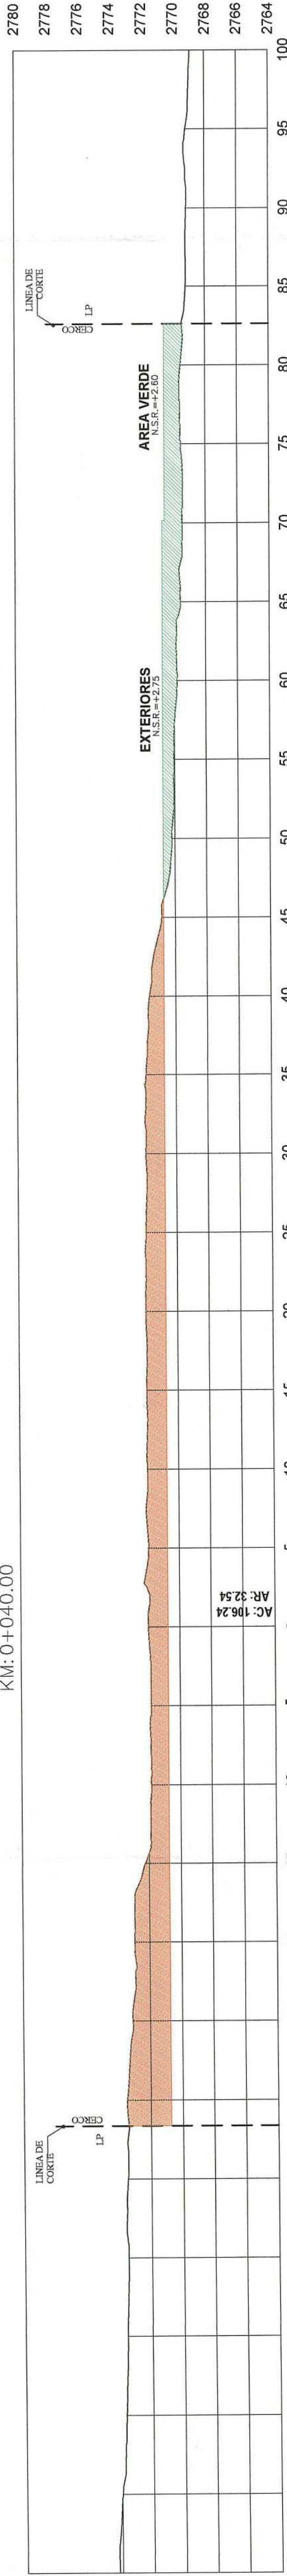 KM: 0+040.00
LINEA DE
CORTE
CERCO
LP
LINEA DE
CORTE
CERCO
LP
EXTERIORES
N.S.R.=+2.75
AREA VERDE
N.S.R.=+2.60
AC: 106.24
AR: 32.54
2780
2778
2776
2774
2772
2770
2768
2766
2764
5
10
15
20
25
30
35
40
45
50
55
60
65
70
75
80
85
90
95
100